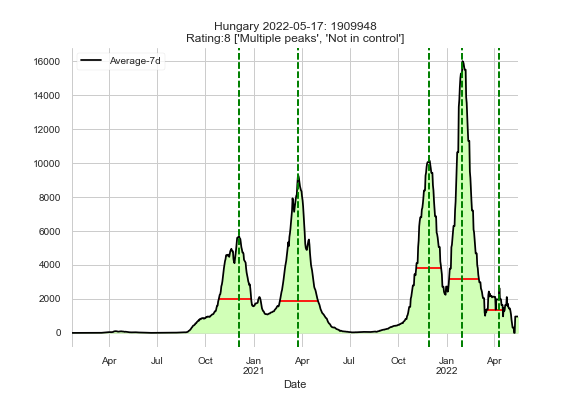 Hungary 2022-05-17: 1909948
Rating:8 ['Multiple peaks', 'Not in control']
Average-7d
16000
14000
12000
10000
8000
6000
4000
2000
0
Apr Jul Oct Jan Apr Jul Oct Jan Apr
2021 2022
Date